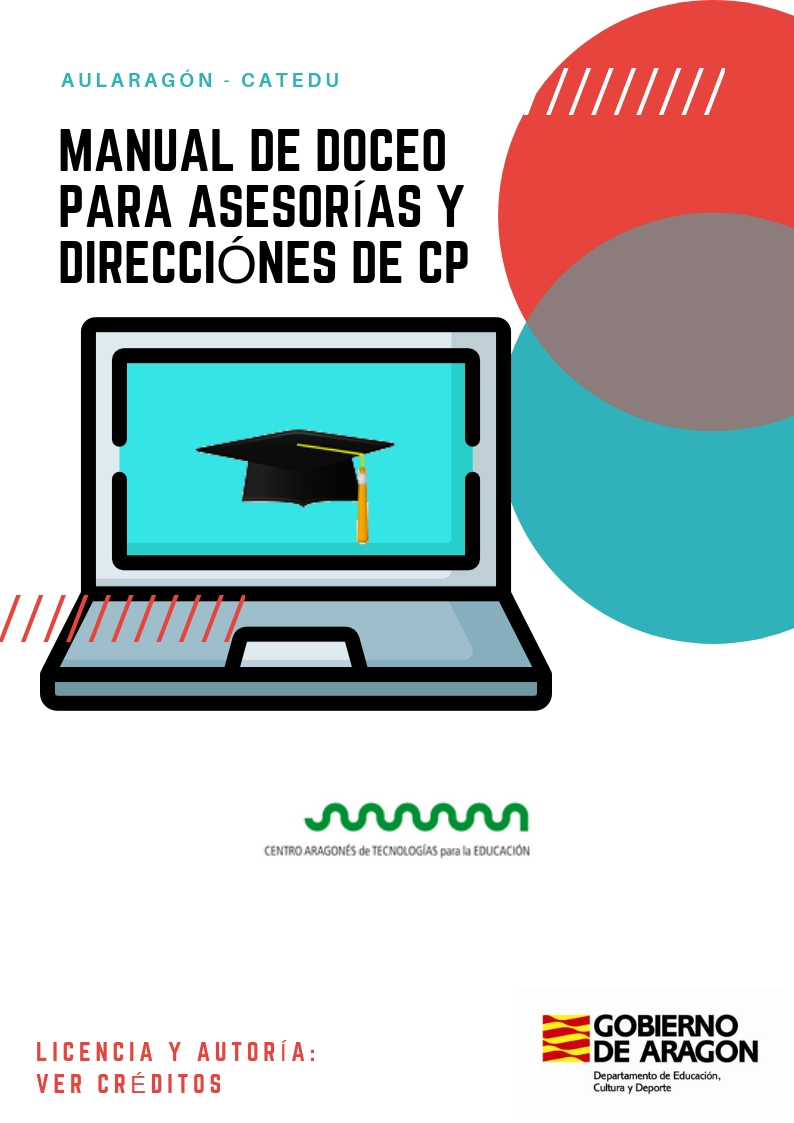 AULARAGÓN - CATEDU
MANUAL DE DOCEO
PARA ASESORÍAS Y
DIRECCIÓNES DE CP
CENTRO ARAGONÉS de TECNOLOGÍAS para la EDUCACIÓN
LICENCIA Y AUTORÍA:
VER CRÉDITOS
GOBIERNO
DE ARAGON
Departamento de Educación,
Cultura y Deporte